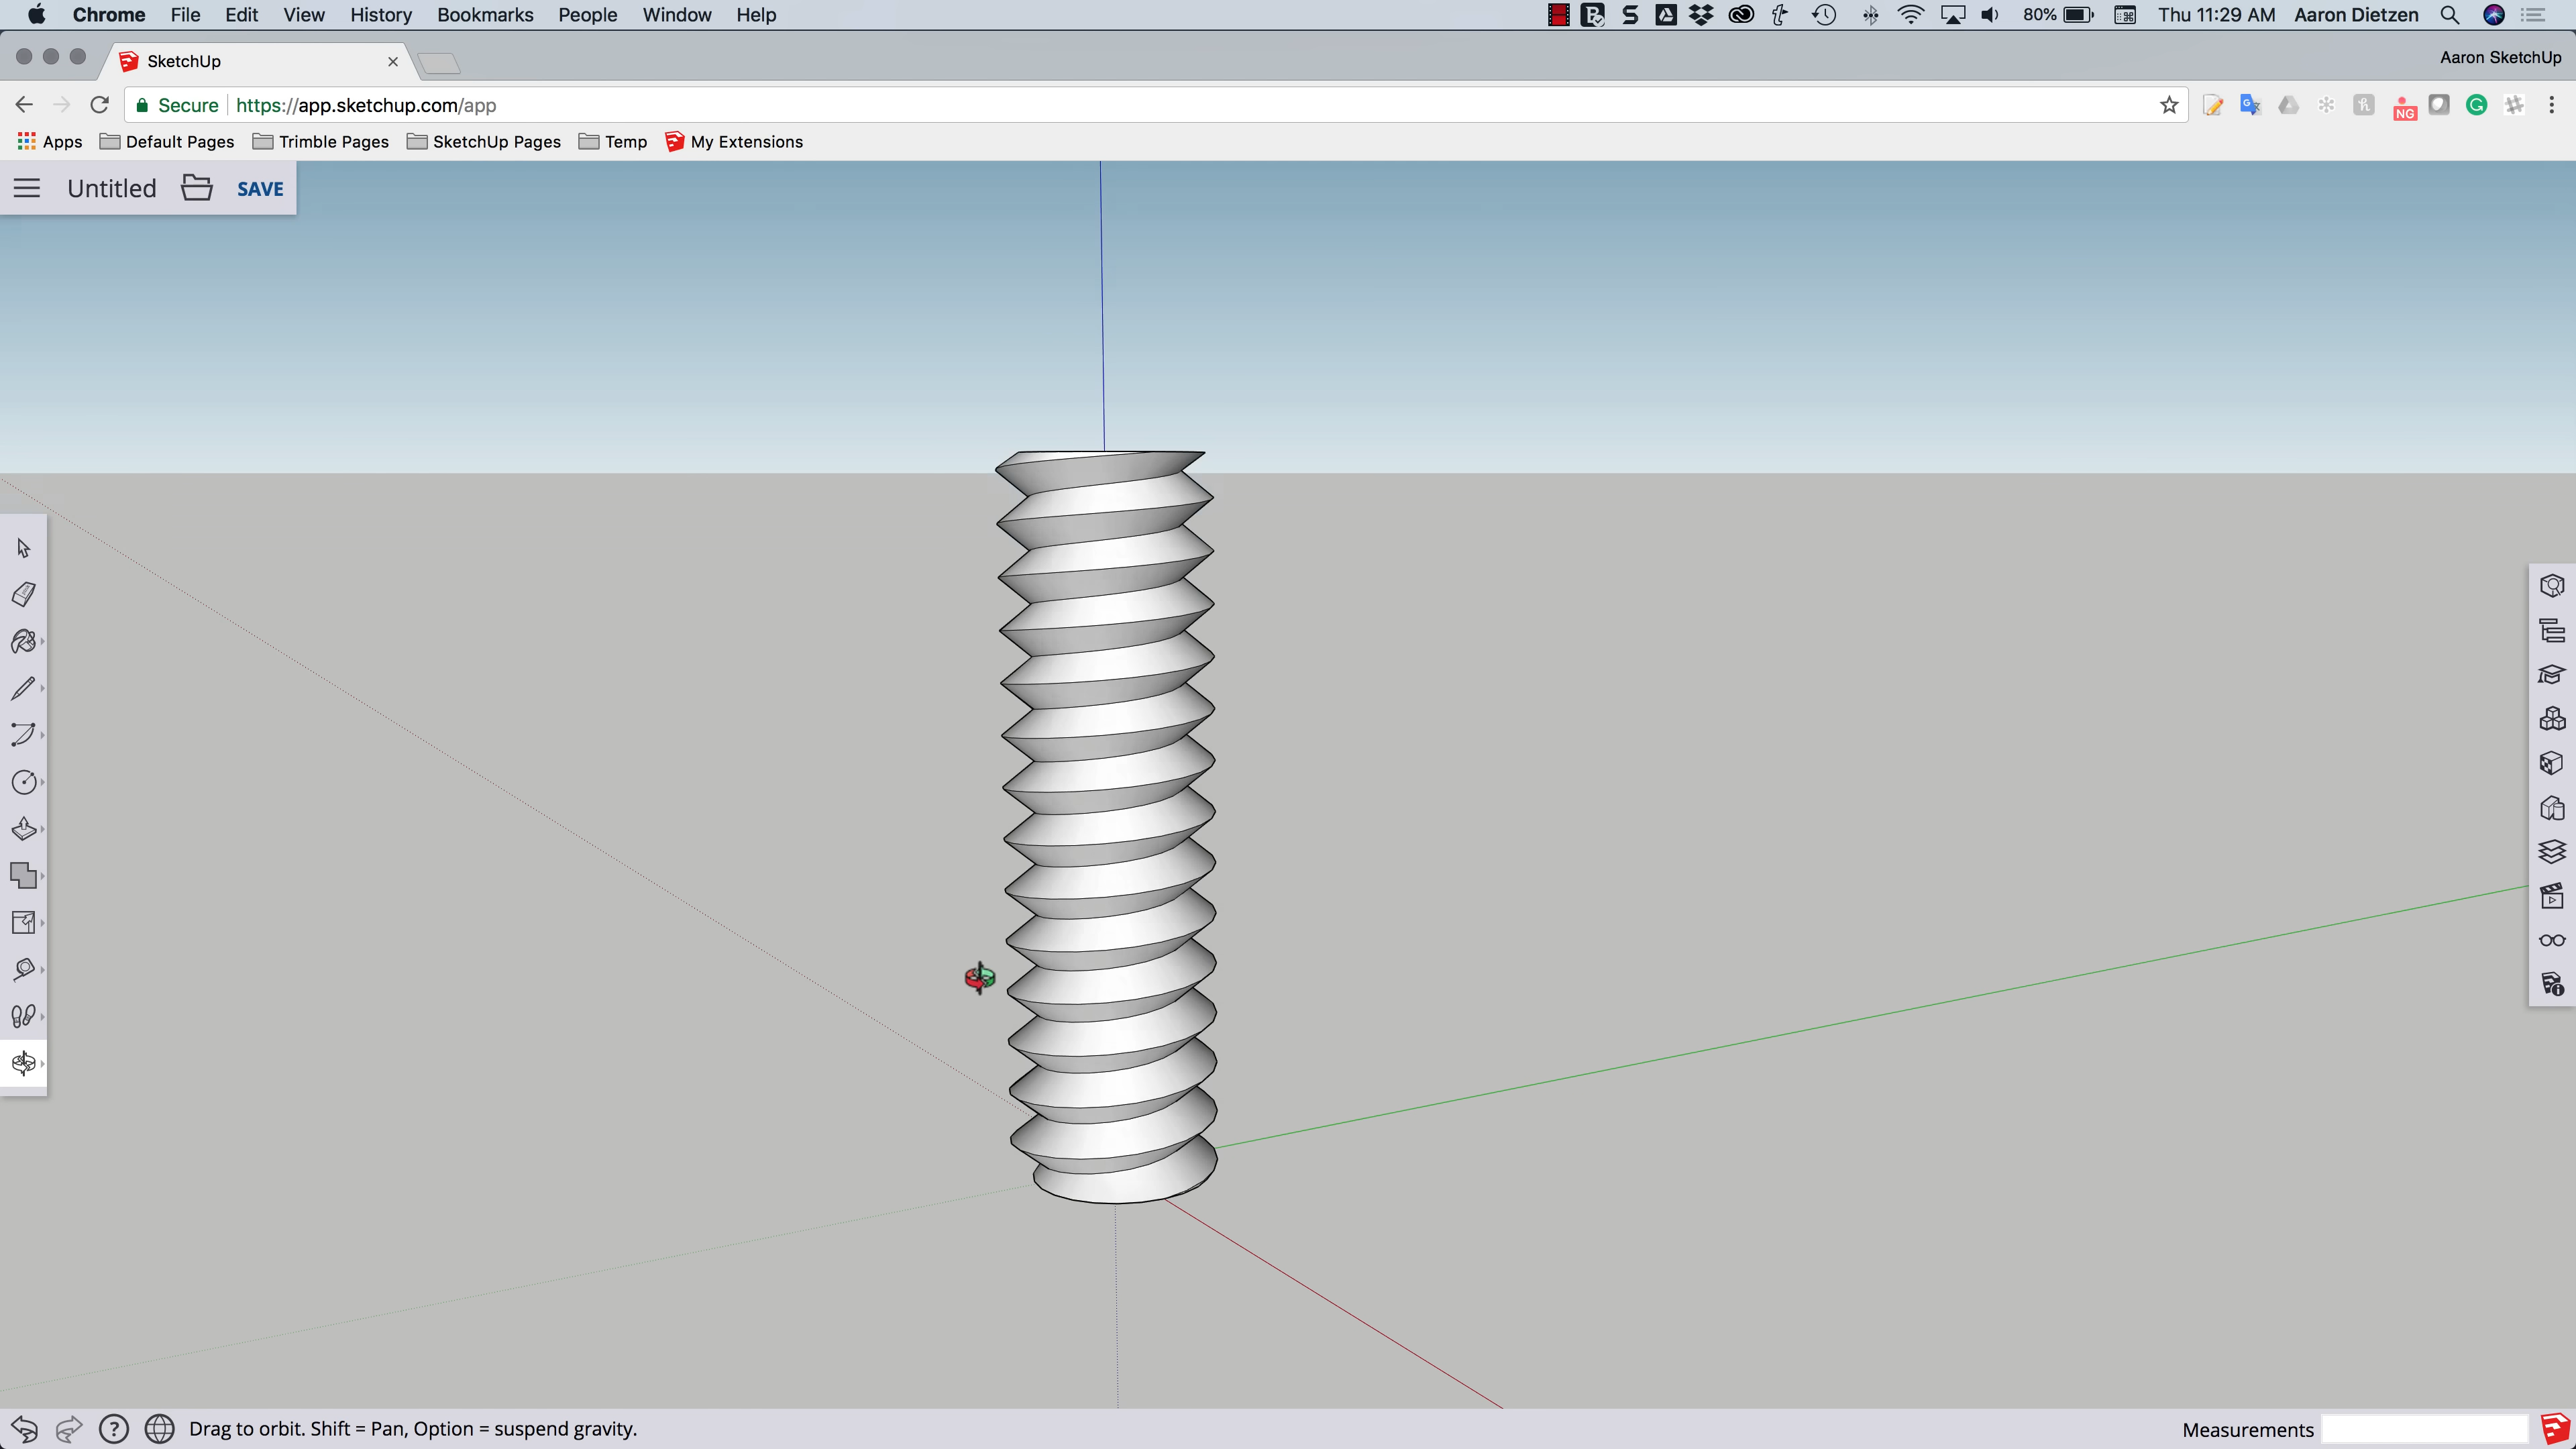 Chrome File Edit View History Bookmarks People Window Help 80% Thu 11:29 AM Aaron Dietzen
SketchUp Aaron SketchUp
Secure https://app.sketchup.com/app NG
Apps Default Pages Trimble Pages SketchUp Pages Temp My Extensions
Untitled SAVE
Drag to orbit. Shift = Pan, Option = suspend gravity. Measurements